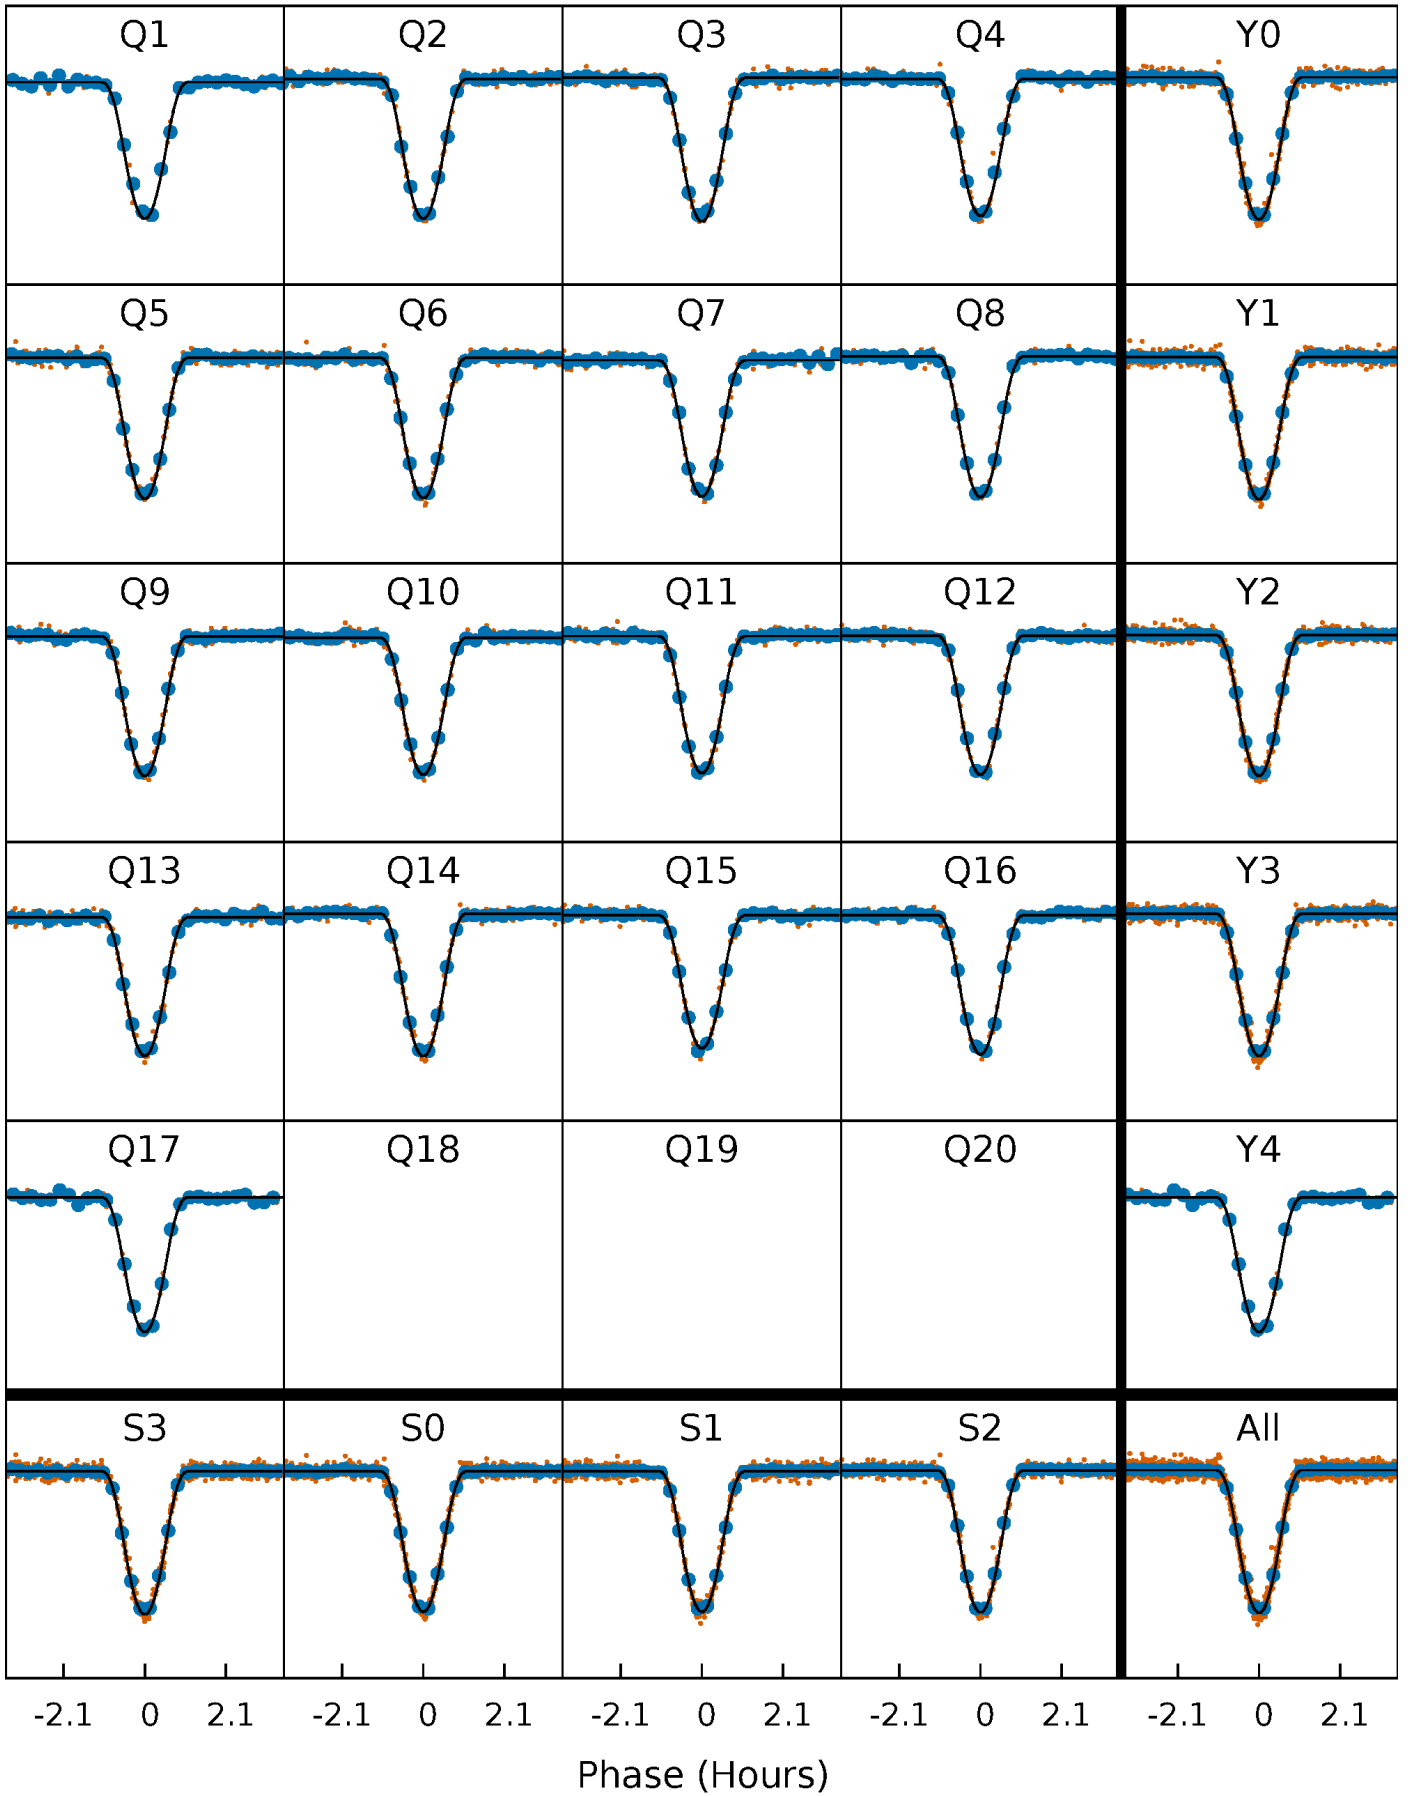 Q1 Q2 Q3 Q4 Y0
Q5 Q6 Q7 Q8 Y1
Q9 Q10 Q11 Q12 Y2
Q13 Q14 Q15 Q16 Y3
Q17 Q18 Q19 Q20 Y4
S3 S0 S1 S2 All
-2.1 0 2.1 -2.1 0 2.1 -2.1 0 2.1 -2.1 0 2.1 -2.1 0 2.1
Phase (Hours)